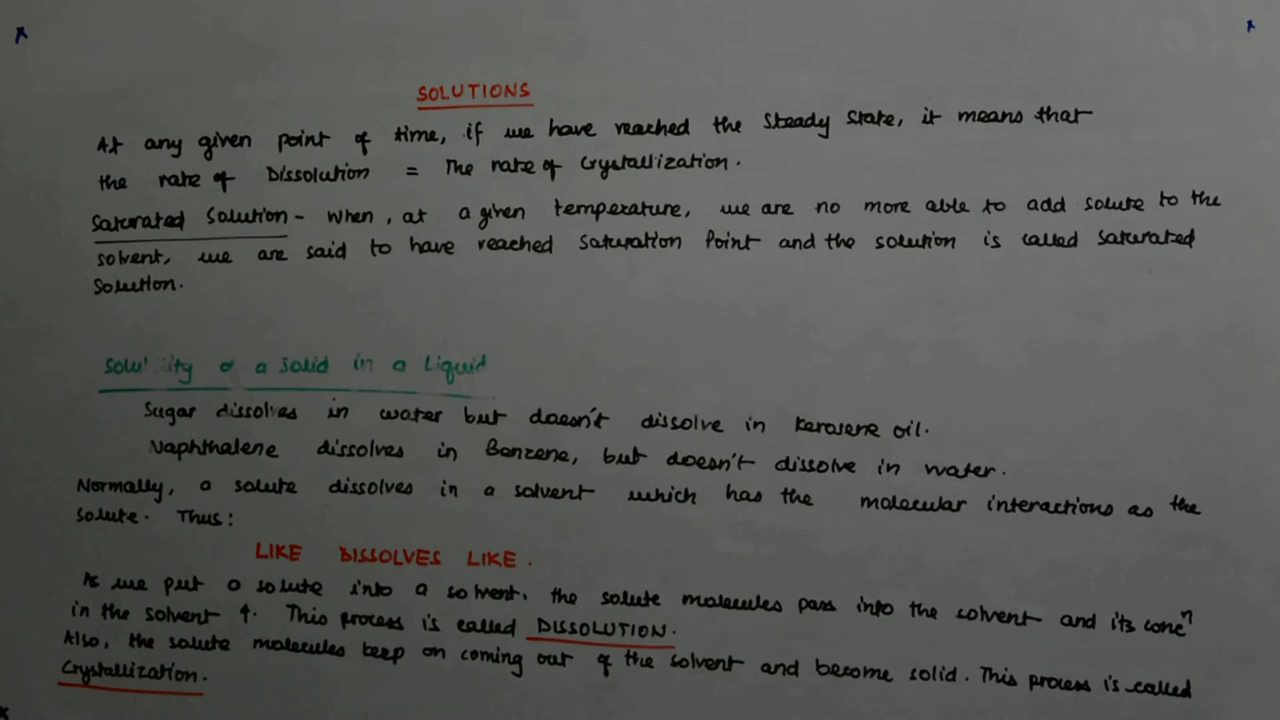 SOLUTIONS
At any given point of time, if we have reached the Steady State, it means that
the rate of Dissolution = The rate of Crystallization.
Saturated Solution - When, at a given temperature, we are no more able to add solute to the
solvent, we are said to have reached Saturation Point and the solution is called Saturated
Solution.
a Solid in a Liquid
Sugar dissolves in water but doesn't dissolve in Kerosene oil.
Naphthalene dissolves in Benzene, but doesn't dissolve in water.
Normally, a solute dissolves in a solvent which has the molecular interactions as the
solute. Thus:
LIKE DISSOLVES LIKE.
As we put a solute into a solvent, the solute molecules pass into the solvent and its concⁿ
in the solvent ↑. This process is called DISSOLUTION.
Also, the solute molecules keep on coming out of the solvent and become solid. This process is called
Crystallization.